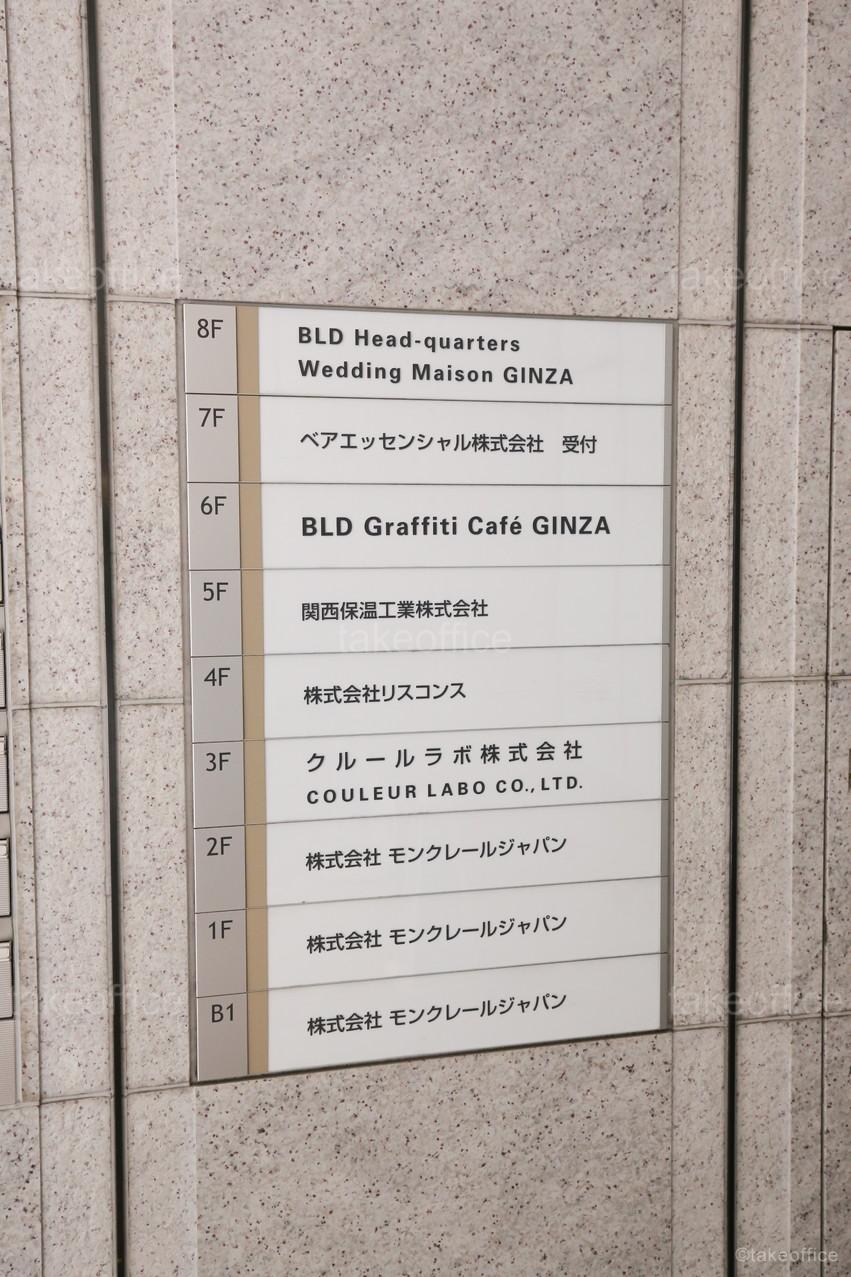 8F
BLD Head-quarters
Wedding Maison GINZA
7F
ベアエッセンシャル株式会社　受付
6F
BLD Graffiti Café GINZA
5F
関西保温工業株式会社
4F
株式会社リスコンス
3F
クルールラボ株式会社
COULEUR LABO CO., LTD.
2F
株式会社 モンクレールジャパン
1F
株式会社 モンクレールジャパン
B1
株式会社 モンクレールジャパン
takeoffice
takeoffice
takeoffice
takeoffice
takeoffice
©takeoffice